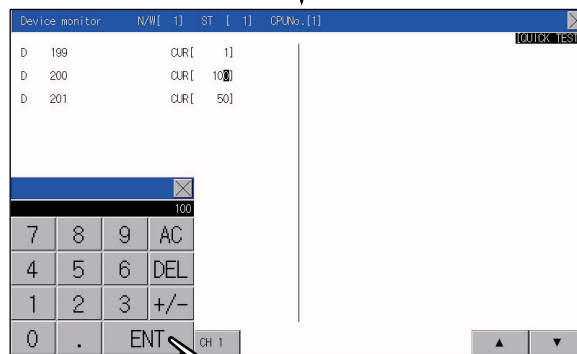 Device monitor N/W[ 1] ST [ 1] CPUNo.[1]
[QUICK TEST
D 199 CUR[ 1]
D 200 CUR[ 100]
D 201 CUR[ 50]
100
7 8 9 AC
4 5 6 DEL
1 2 3 +/-
0 . ENT
CH 1